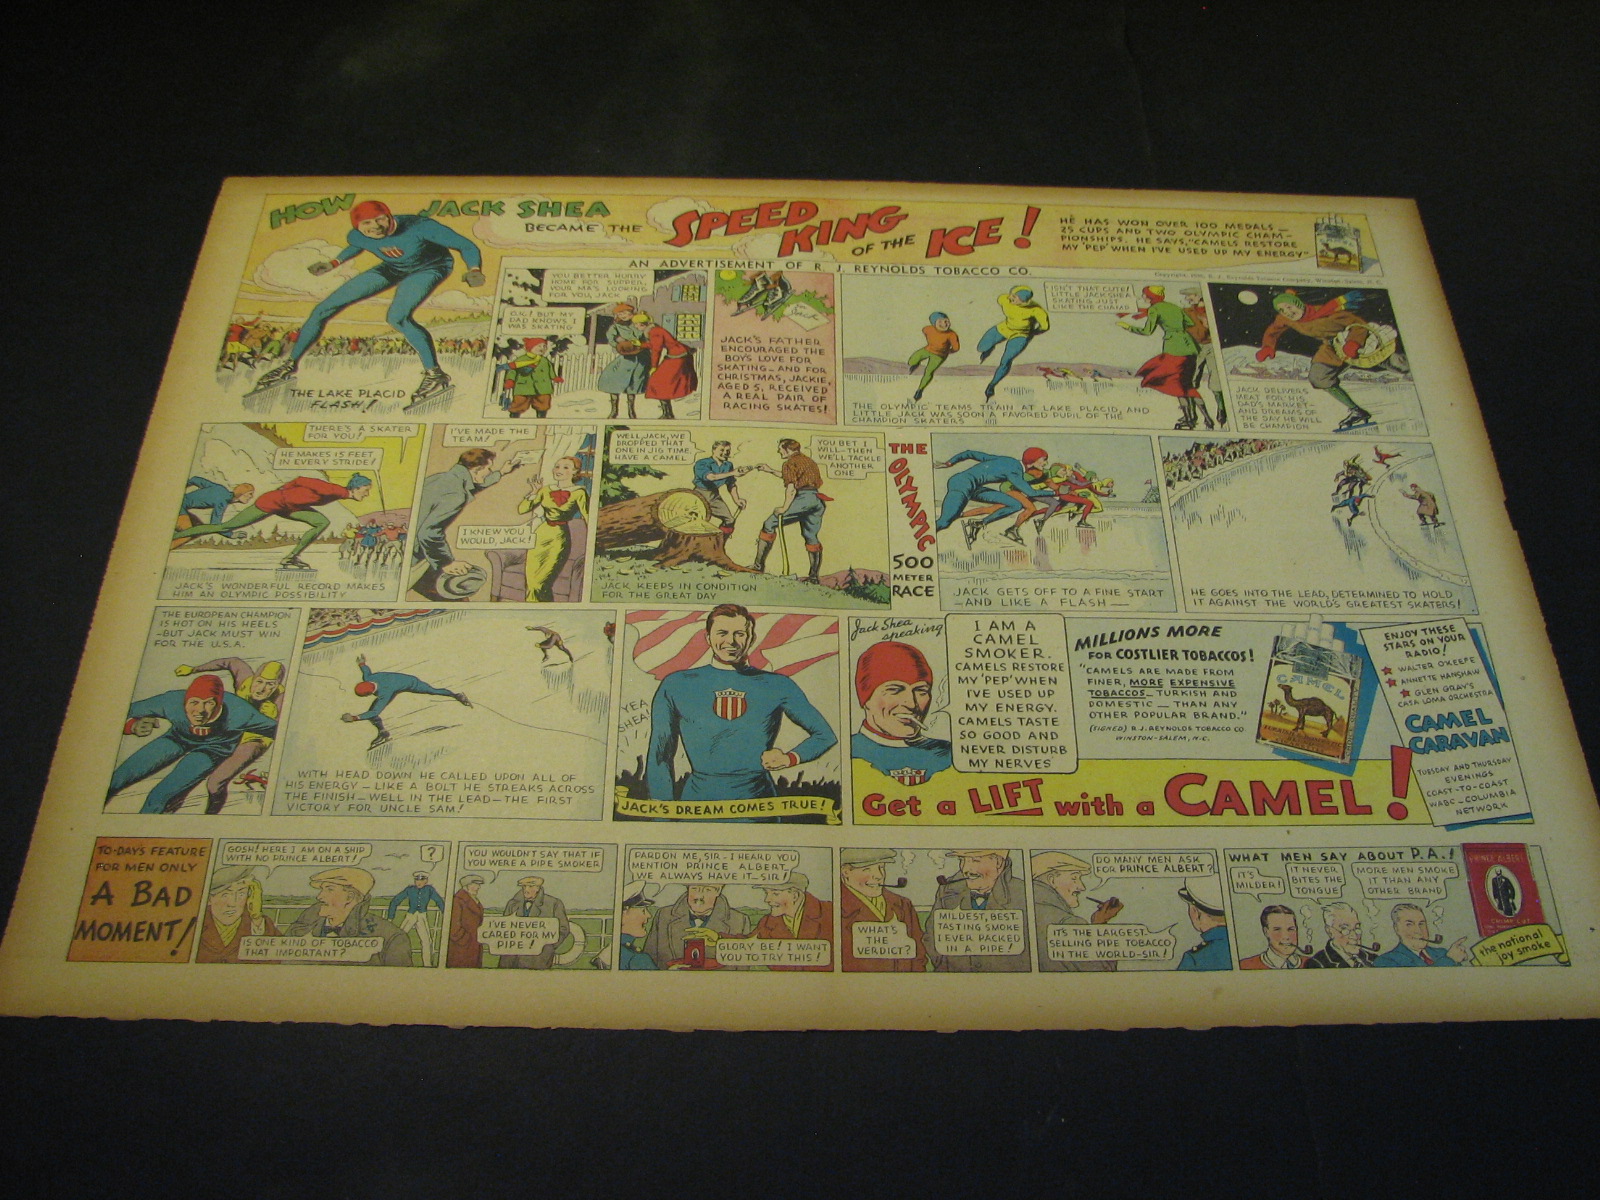 HOW JACK SHEA
BECAME THE
SPEED KING
OF THE ICE!
HE HAS WON OVER 100 MEDALS—
25 CUPS AND TWO OLYMPIC CHAM-
PIONSHIPS. HE SAYS, "CAMELS RESTORE
MY 'PEP' WHEN I'VE USED UP MY ENERGY"
AN ADVERTISEMENT OF R. J. REYNOLDS TOBACCO CO.
THE LAKE PLACID
FLASH!
YOU BETTER HURRY
HOME FOR SUPPER.
YOUR MA'S LOOKING
FOR YOU, JACK
O.K.! BUT MY
DAD KNOWS I
WAS SKATING
JACK'S FATHER
ENCOURAGED THE
BOY'S LOVE FOR
SKATING—AND FOR
CHRISTMAS, JACKIE,
AGED 5, RECEIVED
A REAL PAIR OF
RACING SKATES!
ISN'T THAT CUTE!
LITTLE JACK SHEA
SKATING JUST
LIKE THE CHAMP
THE OLYMPIC TEAMS TRAIN AT LAKE PLACID, AND
LITTLE JACK WAS SOON A FAVORED PUPIL OF THE
CHAMPION SKATERS
JACK DELIVERS
MEAT FOR HIS
DAD'S MARKET—
AND DREAMS OF
THE DAY HE WILL
BE CHAMPION
THERE'S A SKATER
FOR YOU!
HE MAKES 15 FEET
IN EVERY STRIDE!
JACK'S WONDERFUL RECORD MAKES
HIM AN OLYMPIC POSSIBILITY
I'VE MADE THE
TEAM!
I KNEW YOU
WOULD, JACK!
WELL, JACK, WE
DROPPED THAT
ONE IN JIG TIME.
HAVE A CAMEL
YOU BET I
WILL—THEN
WE'LL TACKLE
ANOTHER
ONE
JACK KEEPS IN CONDITION
FOR THE GREAT DAY
THE
OLYMPIC
500
METER
RACE
JACK GETS OFF TO A FINE START
—AND LIKE A FLASH—
HE GOES INTO THE LEAD, DETERMINED TO HOLD
IT AGAINST THE WORLD'S GREATEST SKATERS!
THE EUROPEAN CHAMPION
IS HOT ON HIS HEELS
—BUT JACK MUST WIN
FOR THE U.S.A.
WITH HEAD DOWN HE CALLED UPON ALL OF
HIS ENERGY—LIKE A BOLT HE STREAKS ACROSS
THE FINISH—WELL IN THE LEAD—THE FIRST
VICTORY FOR UNCLE SAM!
YEA
SHEA!
JACK'S DREAM COMES TRUE!
Jack Shea
speaking
I AM A
CAMEL
SMOKER.
CAMELS RESTORE
MY 'PEP' WHEN
I'VE USED UP
MY ENERGY.
CAMELS TASTE
SO GOOD AND
NEVER DISTURB
MY NERVES
MILLIONS MORE
FOR COSTLIER TOBACCOS!
"CAMELS ARE MADE FROM
FINER, MORE EXPENSIVE
TOBACCOS—TURKISH AND
DOMESTIC—THAN ANY
OTHER POPULAR BRAND."
(SIGNED) R.J. REYNOLDS TOBACCO CO
WINSTON-SALEM, N.C.
CAMEL
ENJOY THESE
STARS ON YOUR
RADIO!
WALTER O'KEEFE
ANNETTE HANSHAW
GLEN GRAY'S
CASA LOMA ORCHESTRA
CAMEL
CARAVAN
TUESDAY AND THURSDAY
EVENINGS
COAST-TO-COAST
WABC-COLUMBIA
NETWORK
Get a LIFT with a CAMEL!
TO-DAY'S FEATURE
FOR MEN ONLY
A BAD
MOMENT!
GOSH! HERE I AM ON A SHIP
WITH NO PRINCE ALBERT!
?
IS ONE KIND OF TOBACCO
THAT IMPORTANT?
YOU WOULDN'T SAY THAT IF
YOU WERE A PIPE SMOKER
I'VE NEVER
CARED FOR MY
PIPE!
PARDON ME, SIR—I HEARD YOU
MENTION PRINCE ALBERT.
WE ALWAYS HAVE IT—SIR!
GLORY BE! I WANT
YOU TO TRY THIS!
WHAT'S
THE
VERDICT?
MILDEST, BEST-
TASTING SMOKE
I EVER PACKED
IN A PIPE!
DO MANY MEN ASK
FOR PRINCE ALBERT?
IT'S THE LARGEST-
SELLING PIPE TOBACCO
IN THE WORLD—SIR!
WHAT MEN SAY ABOUT P.A.!
IT'S
MILDER!
IT NEVER
BITES THE
TONGUE
MORE MEN SMOKE
IT THAN ANY
OTHER BRAND
PRINCE ALBERT
the national
joy smoke